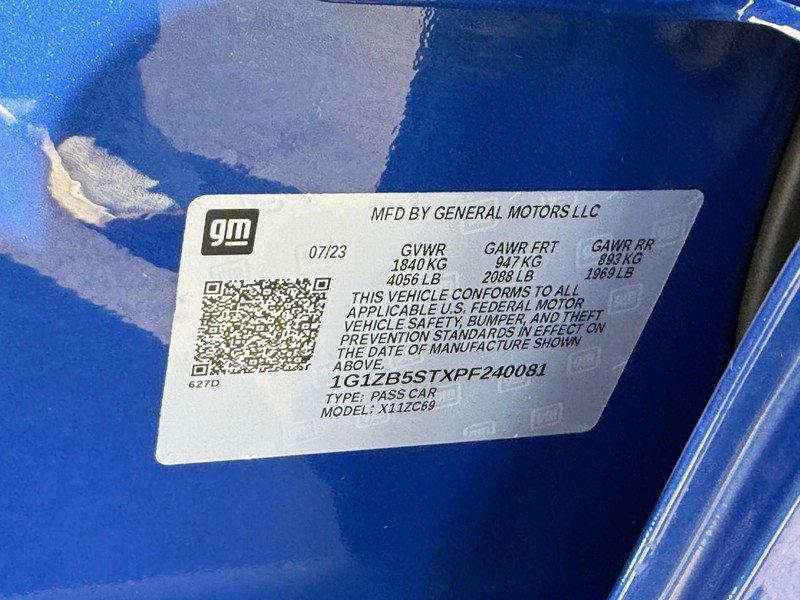 gm
MFD BY GENERAL MOTORS LLC
07/23 GVWR GAWR FRT GAWR RR
1840 KG 947 KG 893 KG
4056 LB 2088 LB 1969 LB
THIS VEHICLE CONFORMS TO ALL
APPLICABLE U.S. FEDERAL MOTOR
VEHICLE SAFETY, BUMPER, AND THEFT
PREVENTION STANDARDS IN EFFECT ON
THE DATE OF MANUFACTURE SHOWN
ABOVE.
627D
1G1ZB5STXPF240081
TYPE: PASS CAR
MODEL: X11ZC69